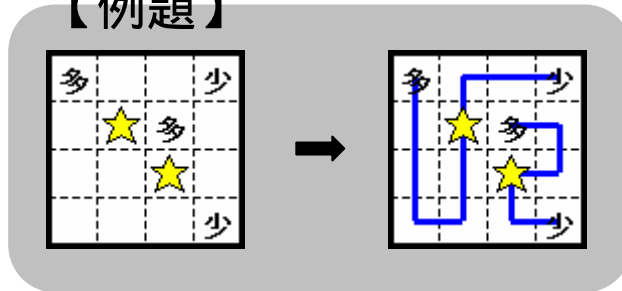 【例題】
多 少 多 少
多 多
少 少